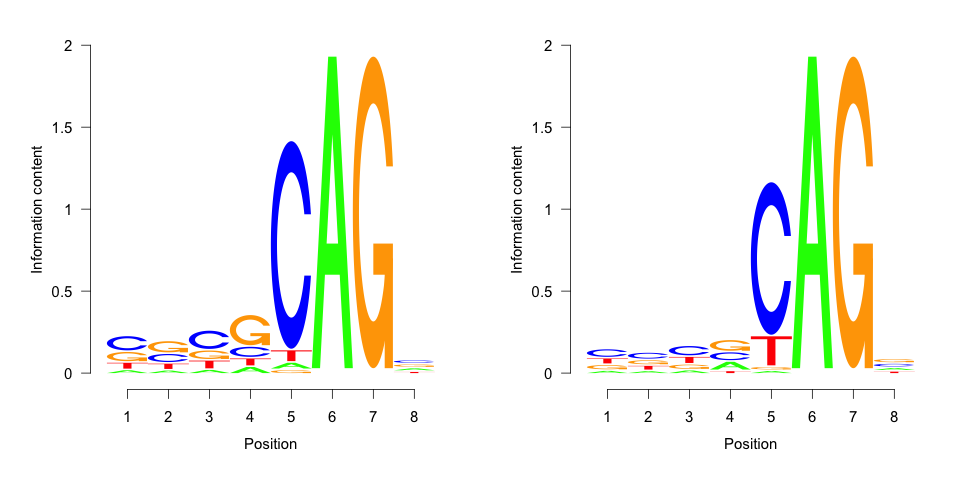 2
1.5
1
0.5
0
Information content
C G T A
G C T A
C G T A
G C T A
C T A G
A
G
C G A T
1 2 3 4 5 6 7 8
Position
2
1.5
1
0.5
0
Information content
C T G A
C G T A
C T G A
G C A T
C T G A
A
G
G C A T
1 2 3 4 5 6 7 8
Position